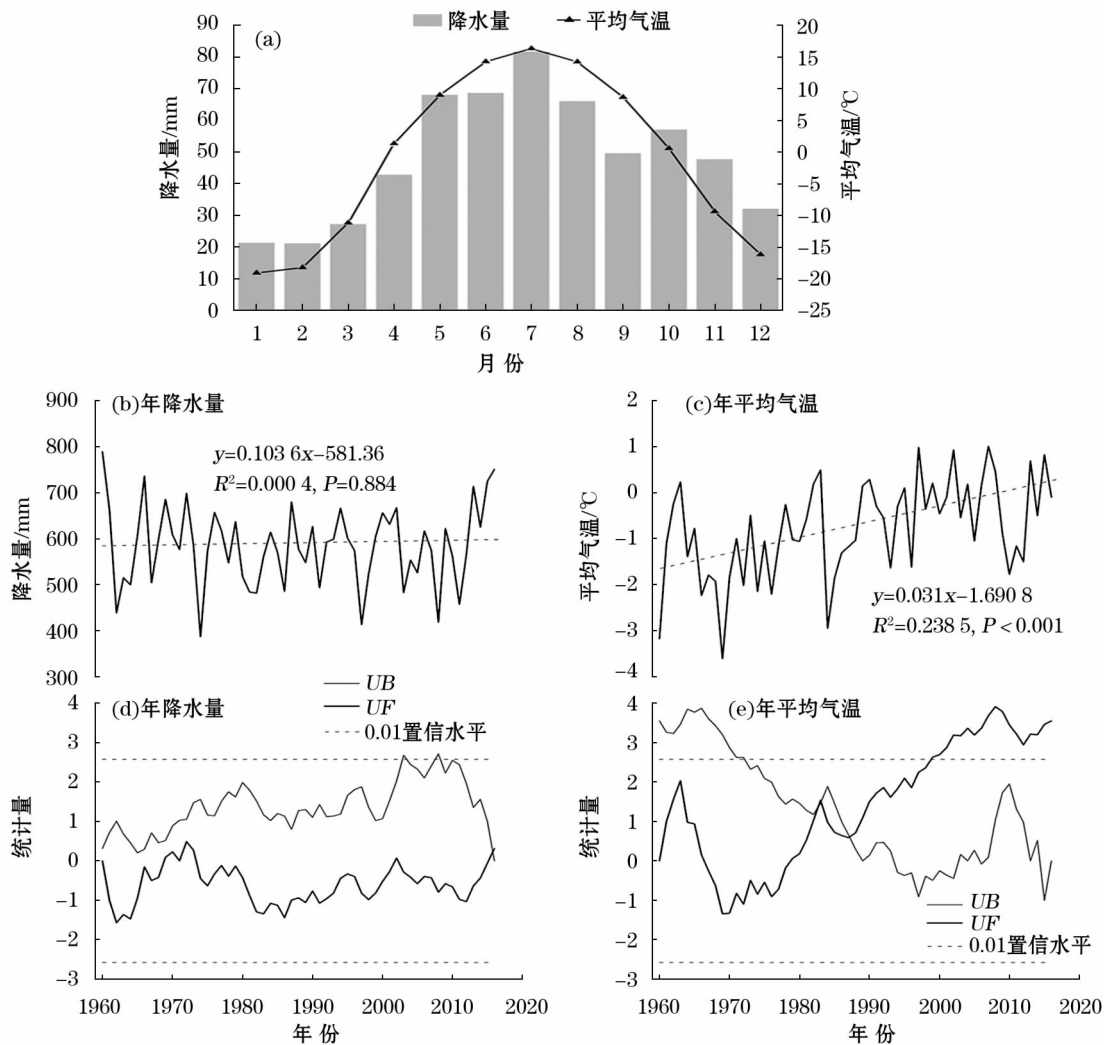 (a)
降水量
平均气温
90
80
70
60
50
40
30
20
10
0
降水量/mm
20
15
10
5
0
−5
−10
−15
−20
−25
平均气温/℃
1 2 3 4 5 6 7 8 9 10 11 12
月 份
(b)年降水量
y=0.103 6x−581.36
R²=0.000 4, P=0.884
900
800
700
600
500
400
300
降水量/mm
(c)年平均气温
y=0.031x−1.690 8
R²=0.238 5, P<0.001
2
1
0
−1
−2
−3
−4
平均气温/℃
(d)年降水量
UB
UF
0.01置信水平
4
3
2
1
0
−1
−2
−3
统计量
1960 1970 1980 1990 2000 2010 2020
年 份
(e)年平均气温
UB
UF
0.01置信水平
4
3
2
1
0
−1
−2
−3
统计量
1960 1970 1980 1990 2000 2010 2020
年 份